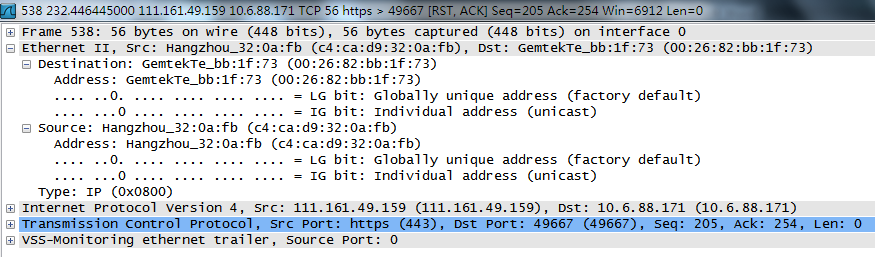 538 232.446445000 111.161.49.159 10.6.88.171 TCP 56 https > 49667 [RST, ACK] Seq=205 Ack=254 Win=6912 Len=0
Frame 538: 56 bytes on wire (448 bits), 56 bytes captured (448 bits) on interface 0
Ethernet II, Src: Hangzhou_32:0a:fb (c4:ca:d9:32:0a:fb), Dst: GemtekTe_bb:1f:73 (00:26:82:bb:1f:73)
Destination: GemtekTe_bb:1f:73 (00:26:82:bb:1f:73)
Address: GemtekTe_bb:1f:73 (00:26:82:bb:1f:73)
.... ..0. .... .... .... .... = LG bit: Globally unique address (factory default)
.... ...0 .... .... .... .... = IG bit: Individual address (unicast)
Source: Hangzhou_32:0a:fb (c4:ca:d9:32:0a:fb)
Address: Hangzhou_32:0a:fb (c4:ca:d9:32:0a:fb)
.... ..0. .... .... .... .... = LG bit: Globally unique address (factory default)
.... ...0 .... .... .... .... = IG bit: Individual address (unicast)
Type: IP (0x0800)
Internet Protocol Version 4, Src: 111.161.49.159 (111.161.49.159), Dst: 10.6.88.171 (10.6.88.171)
Transmission Control Protocol, Src Port: https (443), Dst Port: 49667 (49667), Seq: 205, Ack: 254, Len: 0
VSS-Monitoring ethernet trailer, Source Port: 0